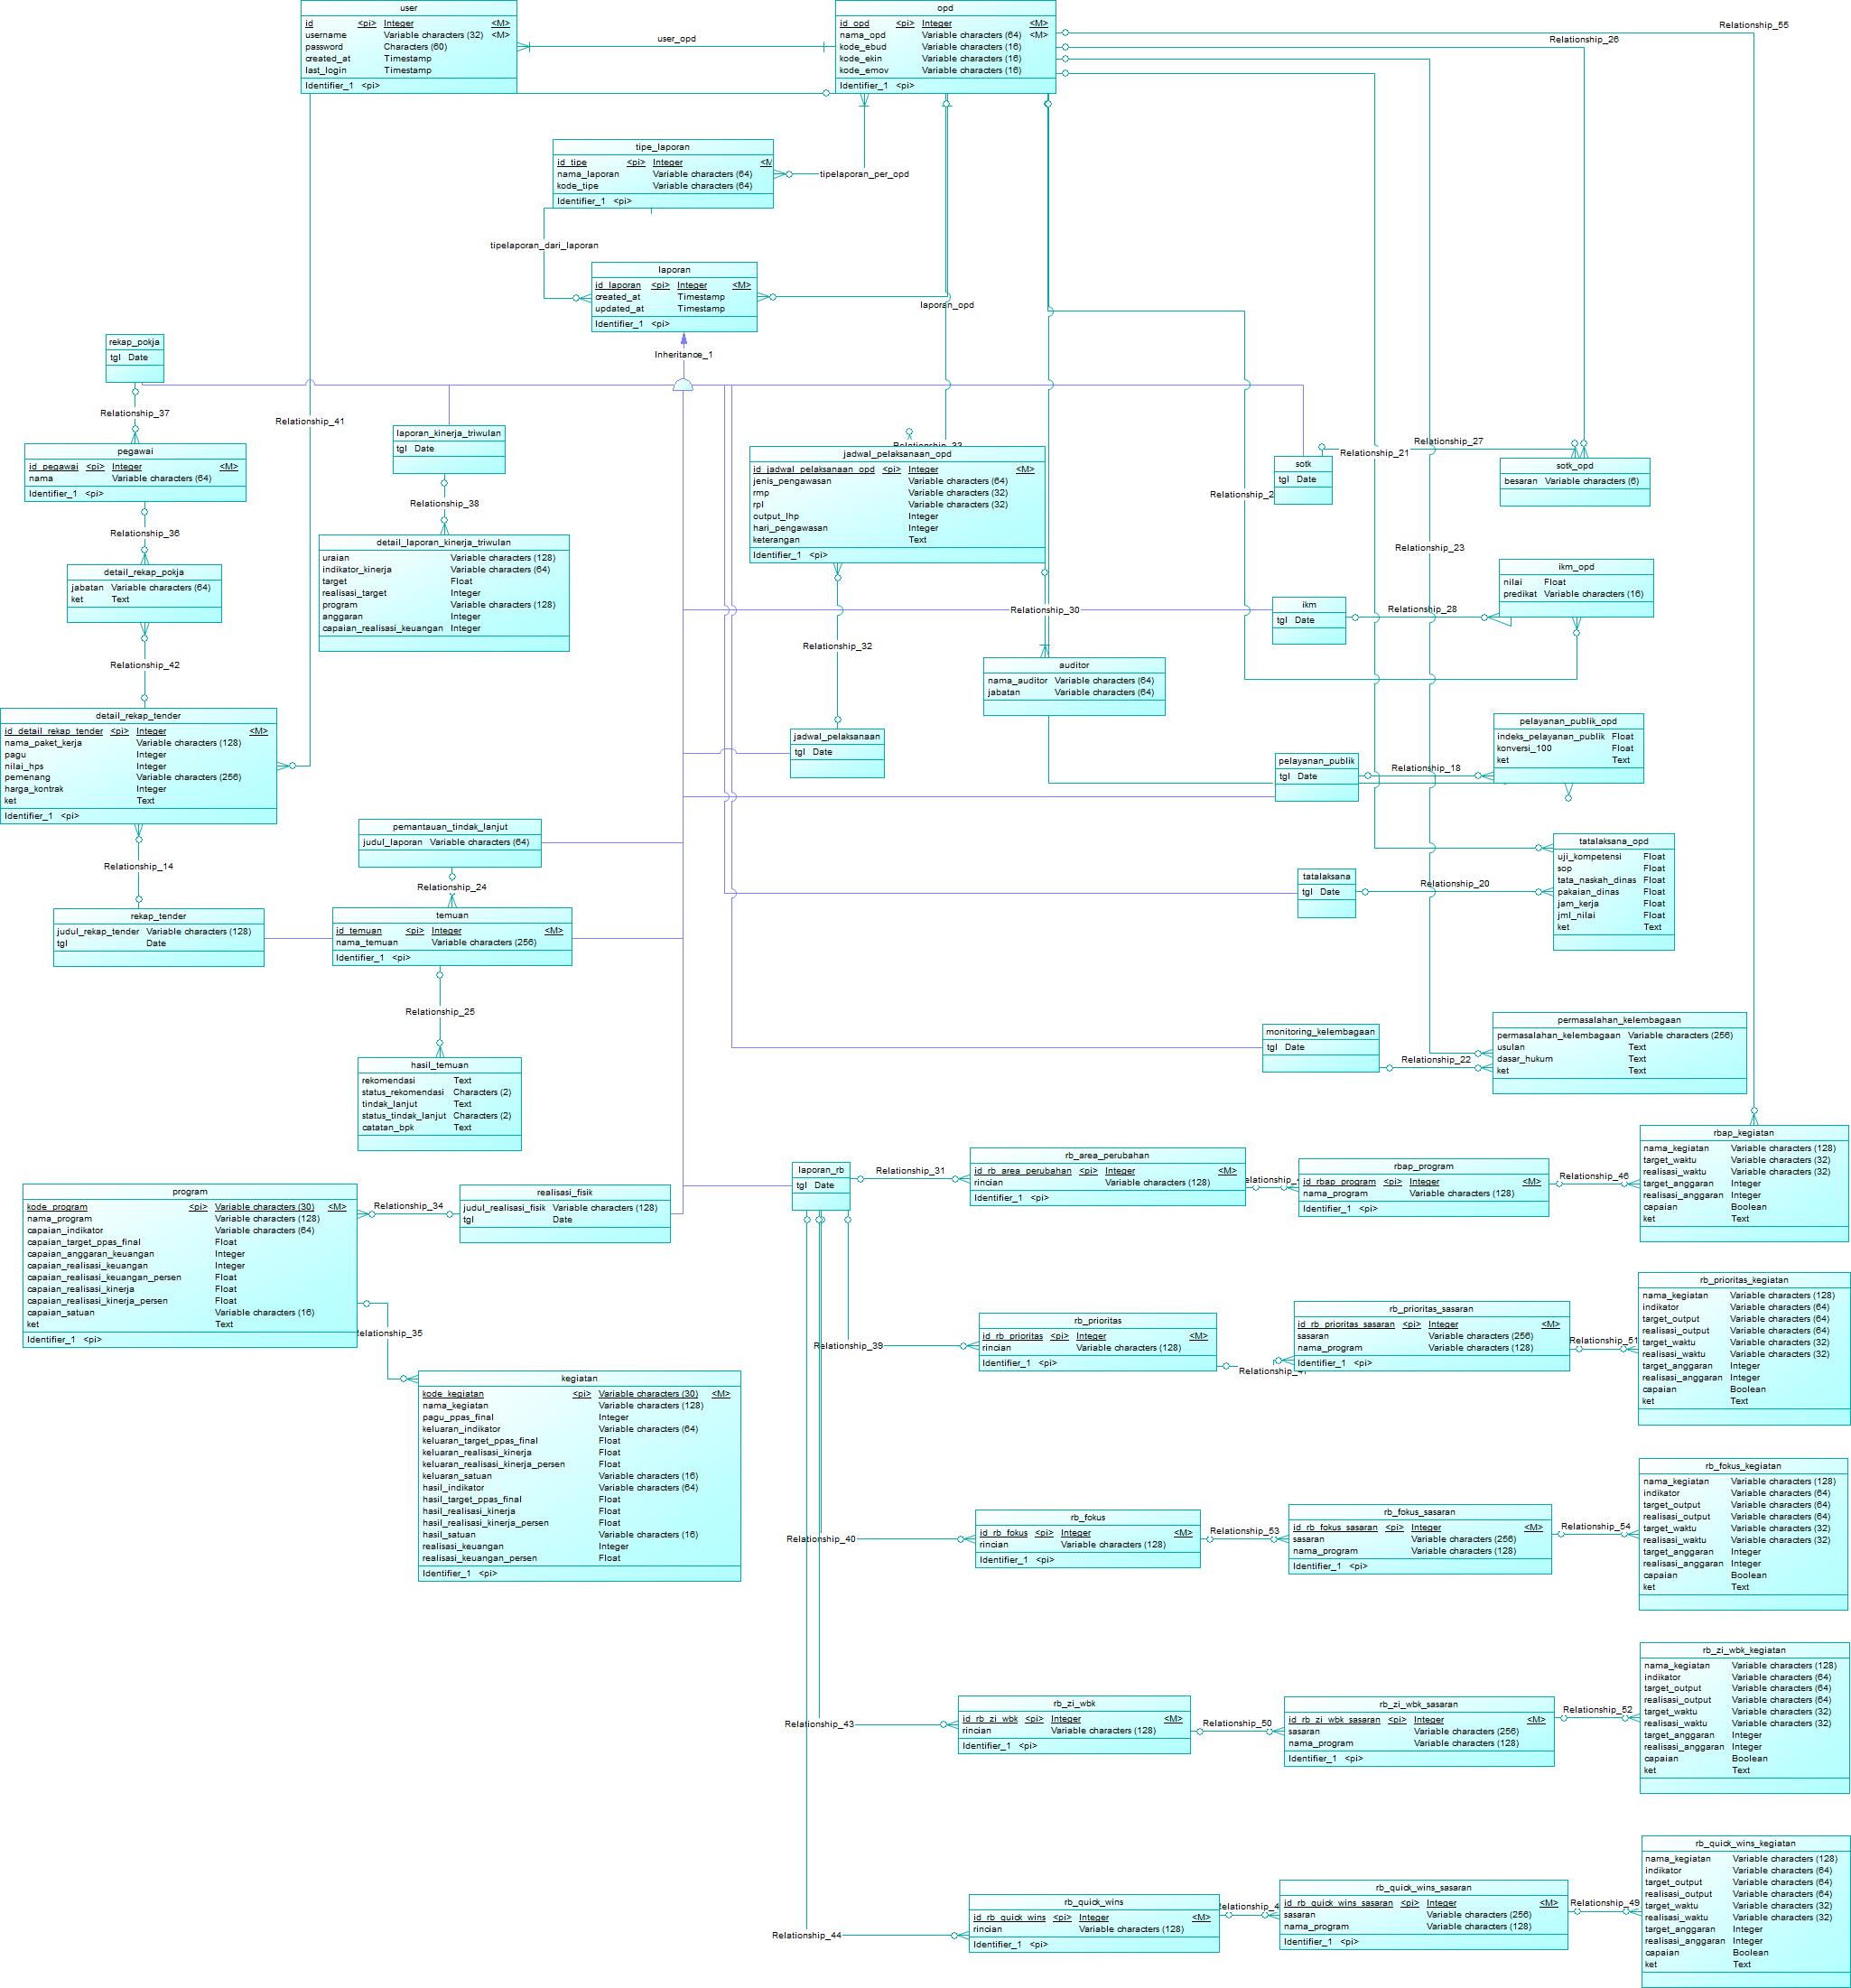 user
id <pi> Integer <M>
username Variable characters (32) <M>
password Characters (60)
created_at Timestamp
last_login Timestamp
Identifier_1 <pi>
user_opd
opd
id_opd <pi> Integer <M>
nama_opd Variable characters (64) <M>
kode_ebud Variable characters (16)
kode_ekin Variable characters (16)
kode_emov Variable characters (16)
Identifier_1 <pi>
Relationship_55
Relationship_26
tipe_laporan
id_tipe <pi> Integer <M
nama_laporan Variable characters (64)
kode_tipe Variable characters (64)
Identifier_1 <pi>
tipelaporan_per_opd
tipelaporan_dari_laporan
laporan
id_laporan <pi> Integer <M>
created_at Timestamp
updated_at Timestamp
Identifier_1 <pi>
laporan_opd
Inheritance_1
rekap_pokja
tgl Date
Relationship_37
Relationship_41
pegawai
id_pegawai <pi> Integer <M>
nama Variable characters (64)
Identifier_1 <pi>
Relationship_36
detail_rekap_pokja
jabatan Variable characters (64)
ket Text
Relationship_42
laporan_kinerja_triwulan
tgl Date
Relationship_38
detail_laporan_kinerja_triwulan
uraian Variable characters (128)
indikator_kinerja Variable characters (64)
target Float
realisasi_target Integer
program Variable characters (128)
anggaran Integer
capaian_realisasi_keuangan Integer
Relationship_33
jadwal_pelaksanaan_opd
id_jadwal_pelaksanaan_opd <pi> Integer <M>
jenis_pengawasan Variable characters (64)
rmp Variable characters (32)
rpl Variable characters (32)
output_lhp Integer
hari_pengawasan Integer
keterangan Text
Identifier_1 <pi>
Relationship_27
Relationship_21
sotk
tgl Date
Relationship_2
sotk_opd
besaran Variable characters (6)
Relationship_23
ikm_opd
nilai Float
predikat Variable characters (16)
ikm
tgl Date
Relationship_28
Relationship_30
Relationship_32
auditor
nama_auditor Variable characters (64)
jabatan Variable characters (64)
jadwal_pelaksanaan
tgl Date
detail_rekap_tender
id_detail_rekap_tender <pi> Integer <M>
nama_paket_kerja Variable characters (128)
pagu Integer
nilai_hps Integer
pemenang Variable characters (256)
harga_kontrak Integer
ket Text
Identifier_1 <pi>
Relationship_14
pelayanan_publik
tgl Date
Relationship_18
pelayanan_publik_opd
indeks_pelayanan_publik Float
konversi_100 Float
ket Text
pemantauan_tindak_lanjut
judul_laporan Variable characters (64)
Relationship_24
tatalaksana
tgl Date
Relationship_20
tatalaksana_opd
uji_kompetensi Float
sop Float
tata_naskah_dinas Float
pakaian_dinas Float
jam_kerja Float
jml_nilai Float
ket Text
rekap_tender
judul_rekap_tender Variable characters (128)
tgl Date
temuan
id_temuan <pi> Integer <M>
nama_temuan Variable characters (256)
Identifier_1 <pi>
Relationship_25
hasil_temuan
rekomendasi Text
status_rekomendasi Characters (2)
tindak_lanjut Text
status_tindak_lanjut Characters (2)
catatan_bpk Text
monitoring_kelembagaan
tgl Date
Relationship_22
permasalahan_kelembagaan
permasalahan_kelembagaan Variable characters (256)
usulan Text
dasar_hukum Text
ket Text
program
kode_program <pi> Variable characters (30) <M>
nama_program Variable characters (128)
capaian_indikator Variable characters (64)
capaian_target_ppas_final Float
capaian_anggaran_keuangan Integer
capaian_realisasi_keuangan Integer
capaian_realisasi_keuangan_persen Float
capaian_realisasi_kinerja Float
capaian_realisasi_kinerja_persen Float
capaian_satuan Variable characters (16)
ket Text
Identifier_1 <pi>
Relationship_34
realisasi_fisik
judul_realisasi_fisik Variable characters (128)
tgl Date
elationship_35
kegiatan
kode_kegiatan <pi> Variable characters (30) <M>
nama_kegiatan Variable characters (128)
pagu_ppas_final Integer
keluaran_indikator Variable characters (64)
keluaran_target_ppas_final Float
keluaran_realisasi_kinerja Float
keluaran_realisasi_kinerja_persen Float
keluaran_satuan Variable characters (16)
hasil_indikator Variable characters (64)
hasil_target_ppas_final Float
hasil_realisasi_kinerja Float
hasil_realisasi_kinerja_persen Float
hasil_satuan Variable characters (16)
realisasi_keuangan Integer
realisasi_keuangan_persen Float
Identifier_1 <pi>
laporan_rb
tgl Date
Relationship_31
rb_area_perubahan
id_rb_area_perubahan <pi> Integer <M>
rincian Variable characters (128)
Identifier_1 <pi>
elationship_
rbap_program
id_rbap_program <pi> Integer <M>
nama_program Variable characters (128)
Identifier_1 <pi>
Relationship_46
rbap_kegiatan
nama_kegiatan Variable characters (128)
target_waktu Variable characters (32)
realisasi_waktu Variable characters (32)
target_anggaran Integer
realisasi_anggaran Integer
capaian Boolean
ket Text
Relationship_39
rb_prioritas
id_rb_prioritas <pi> Integer <M>
rincian Variable characters (128)
Identifier_1 <pi>
Relationship_
rb_prioritas_sasaran
id_rb_prioritas_sasaran <pi> Integer <M>
sasaran Variable characters (256)
nama_program Variable characters (128)
Identifier_1 <pi>
Relationship_51
rb_prioritas_kegiatan
nama_kegiatan Variable characters (128)
indikator Variable characters (64)
target_output Variable characters (64)
realisasi_output Variable characters (64)
target_waktu Variable characters (32)
realisasi_waktu Variable characters (32)
target_anggaran Integer
realisasi_anggaran Integer
capaian Boolean
ket Text
Relationship_40
rb_fokus
id_rb_fokus <pi> Integer <M>
rincian Variable characters (128)
Identifier_1 <pi>
Relationship_53
rb_fokus_sasaran
id_rb_fokus_sasaran <pi> Integer <M>
sasaran Variable characters (256)
nama_program Variable characters (128)
Identifier_1 <pi>
Relationship_54
rb_fokus_kegiatan
nama_kegiatan Variable characters (128)
indikator Variable characters (64)
target_output Variable characters (64)
realisasi_output Variable characters (64)
target_waktu Variable characters (32)
realisasi_waktu Variable characters (32)
target_anggaran Integer
realisasi_anggaran Integer
capaian Boolean
ket Text
Relationship_43
rb_zi_wbk
id_rb_zi_wbk <pi> Integer <M>
rincian Variable characters (128)
Identifier_1 <pi>
Relationship_50
rb_zi_wbk_sasaran
id_rb_zi_wbk_sasaran <pi> Integer <M>
sasaran Variable characters (256)
nama_program Variable characters (128)
Identifier_1 <pi>
Relationship_52
rb_zi_wbk_kegiatan
nama_kegiatan Variable characters (128)
indikator Variable characters (64)
target_output Variable characters (64)
realisasi_output Variable characters (64)
target_waktu Variable characters (32)
realisasi_waktu Variable characters (32)
target_anggaran Integer
realisasi_anggaran Integer
capaian Boolean
ket Text
Relationship_44
rb_quick_wins
id_rb_quick_wins <pi> Integer <M>
rincian Variable characters (128)
Identifier_1 <pi>
elationship_4
rb_quick_wins_sasaran
id_rb_quick_wins_sasaran <pi> Integer <M>
sasaran Variable characters (256)
nama_program Variable characters (128)
Identifier_1 <pi>
Relationship_49
rb_quick_wins_kegiatan
nama_kegiatan Variable characters (128)
indikator Variable characters (64)
target_output Variable characters (64)
realisasi_output Variable characters (64)
target_waktu Variable characters (32)
realisasi_waktu Variable characters (32)
target_anggaran Integer
realisasi_anggaran Integer
capaian Boolean
ket Text